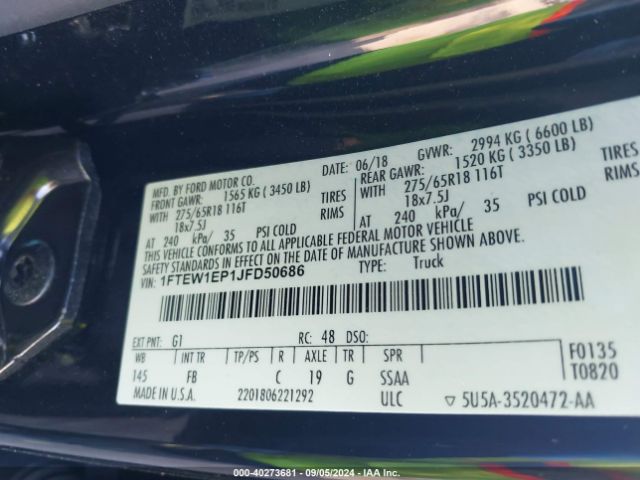 MFD. BY FORD MOTOR CO.
DATE: 06/18 GVWR: 2994 KG ( 6600 LB)
FRONT GAWR: 1565 KG ( 3450 LB) REAR GAWR: 1520 KG ( 3350 LB)
WITH 275/65R18 116T TIRES WITH 275/65R18 116T TIRES
18x7.5J RIMS 18x7.5J RIMS
AT 240 kPa/ 35 PSI COLD AT 240 kPa/ 35 PSI COLD
THIS VEHICLE CONFORMS TO ALL APPLICABLE FEDERAL MOTOR VEHICLE
SAFETY STANDARDS IN EFFECT ON THE DATE OF MANUFACTURE SHOWN ABOVE.
VIN: 1FTEW1EP1JFD50686 TYPE: Truck
EXT PNT: G1 RC: 48 DSO: F0135
WB INT TR TP/PS R AXLE TR SPR T0820
145 FB C 19 G SSAA
MADE IN U.S.A. 2201806221292 ULC ▽ 5U5A-3520472-AA
000-40273681 - 09/05/2024 - IAA Inc.